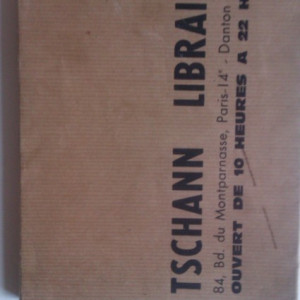 TSCHANN LIBRAI
84, Bd. du Montparnasse, Paris-14e - Danton
OUVERT DE 10 HEURES A 22 H